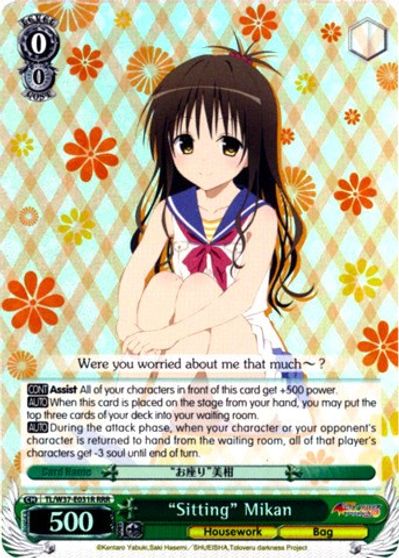 0
0
Were you worried about me that much～？
CONT Assist All of your characters in front of this card get +500 power.
AUTO When this card is placed on the stage from your hand, you may put the
top three cards of your deck into your waiting room.
AUTO During the attack phase, when your character or your opponent's
character is returned to hand from the waiting room, all of that player's
characters get -3 soul until end of turn.
Card Name
“お座り”美柑
CH TL/W37-E051R RRR
500
“Sitting” Mikan
Housework
Bag
©Kentaro Yabuki,Saki Hasemi／SHUEISHA,Toloveru darkness Project